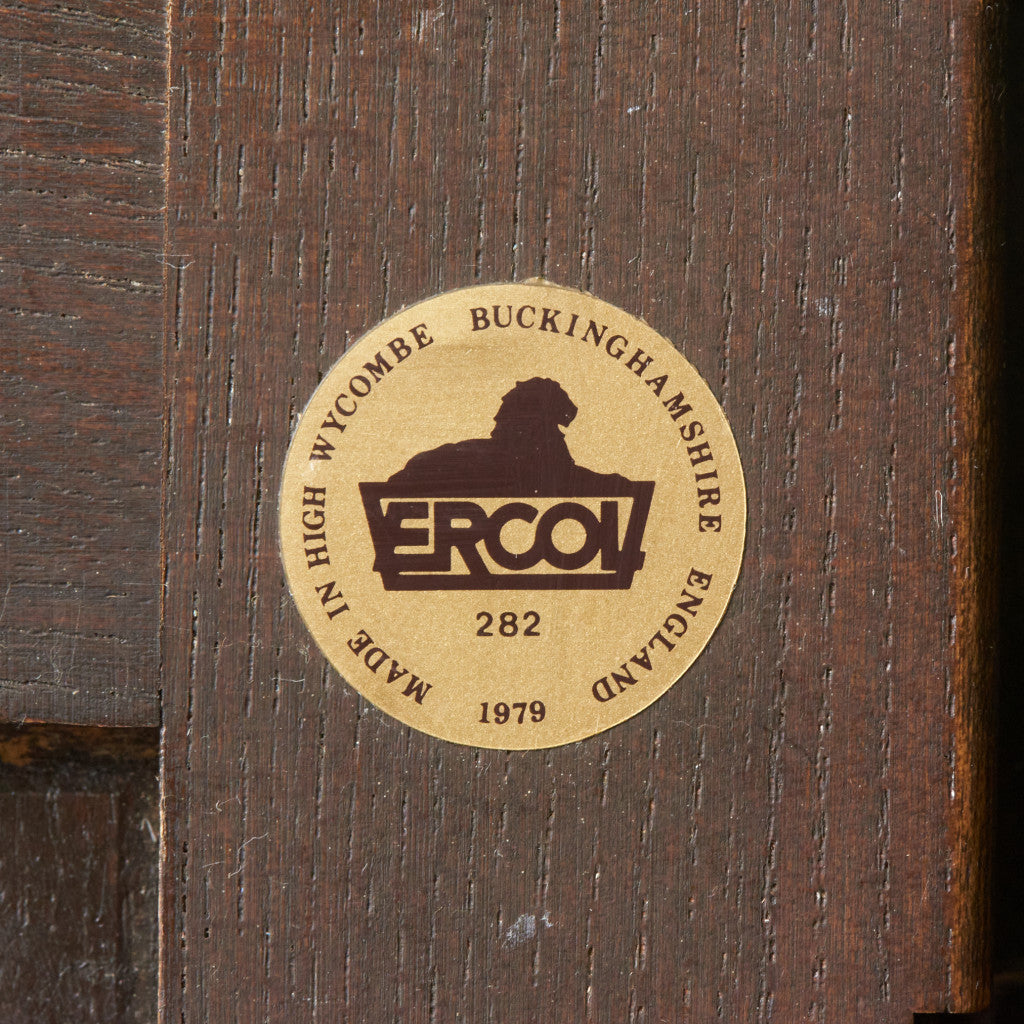 MADE IN HIGH WYCOMBE BUCKINGHAMSHIRE ENGLAND
ERCOL
282
1979